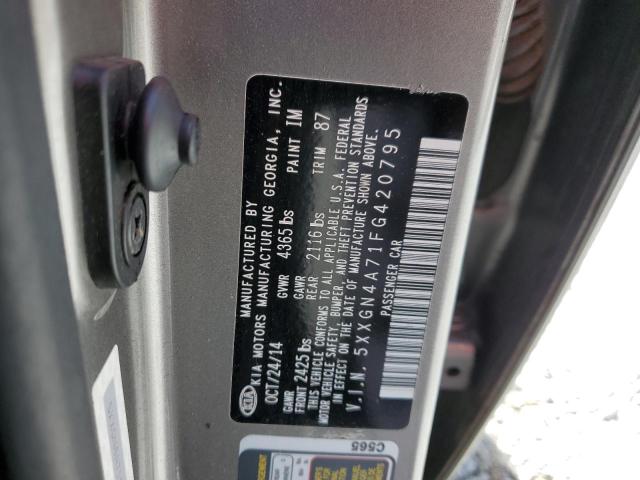 KIA
MANUFACTURED BY
KIA MOTORS MANUFACTURING GEORGIA, INC.
OCT/24/14 GVWR 4365 lbs PAINT IM
GAWR FRONT 2425 lbs GAWR REAR 2116 lbs TRIM 87
THIS VEHICLE CONFORMS TO ALL APPLICABLE U.S.A. FEDERAL
MOTOR VEHICLE SAFETY, BUMPER, AND THEFT PREVENTION STANDARDS
IN EFFECT ON THE DATE OF MANUFACTURE SHOWN ABOVE.
V.I.N. 5XXGN4A71FG420795
PASSENGER CAR
C565